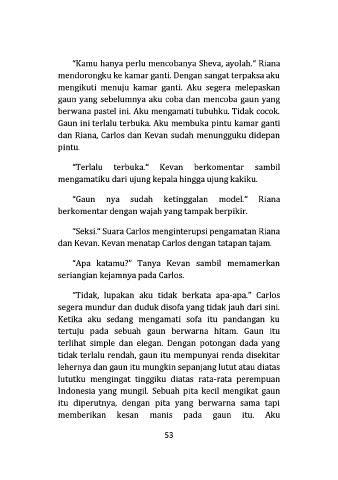 “Kamu hanya perlu mencobanya Sheva, ayolah.” Riana
mendorongku ke kamar ganti. Dengan sangat terpaksa aku
mengikuti menuju kamar ganti. Aku segera melepaskan
gaun yang sebelumnya aku coba dan mencoba gaun yang
berwana pastel ini. Aku mengamati tubuhku. Tidak cocok.
Gaun ini terlalu terbuka. Aku membuka pintu kamar ganti
dan Riana, Carlos dan Kevan sudah menungguku didepan
pintu.
“Terlalu terbuka.“ Kevan berkomentar sambil
mengamatiku dari ujung kepala hingga ujung kakiku.
“Gaun nya sudah ketinggalan model.“ Riana
berkomentar dengan wajah yang tampak berpikir.
“Seksi.” Suara Carlos menginterupsi pengamatan Riana
dan Kevan. Kevan menatap Carlos dengan tatapan tajam.
“Apa katamu?” Tanya Kevan sambil memamerkan
seriangian kejamnya pada Carlos.
“Tidak, lupakan aku tidak berkata apa-apa.” Carlos
segera mundur dan duduk disofa yang tidak jauh dari sini.
Ketika aku sedang mengamati sofa itu pandangan ku
tertuju pada sebuah gaun berwarna hitam. Gaun itu
terlihat simple dan elegan. Dengan potongan dada yang
tidak terlalu rendah, gaun itu mempunyai renda disekitar
lehernya dan gaun itu mungkin sepanjang lutut atau diatas
lututku mengingat tinggiku diatas rata-rata perempuan
Indonesia yang mungil. Sebuah pita kecil mengikat gaun
itu diperutnya, dengan pita yang berwarna sama tapi
memberikan kesan manis pada gaun itu. Aku
53